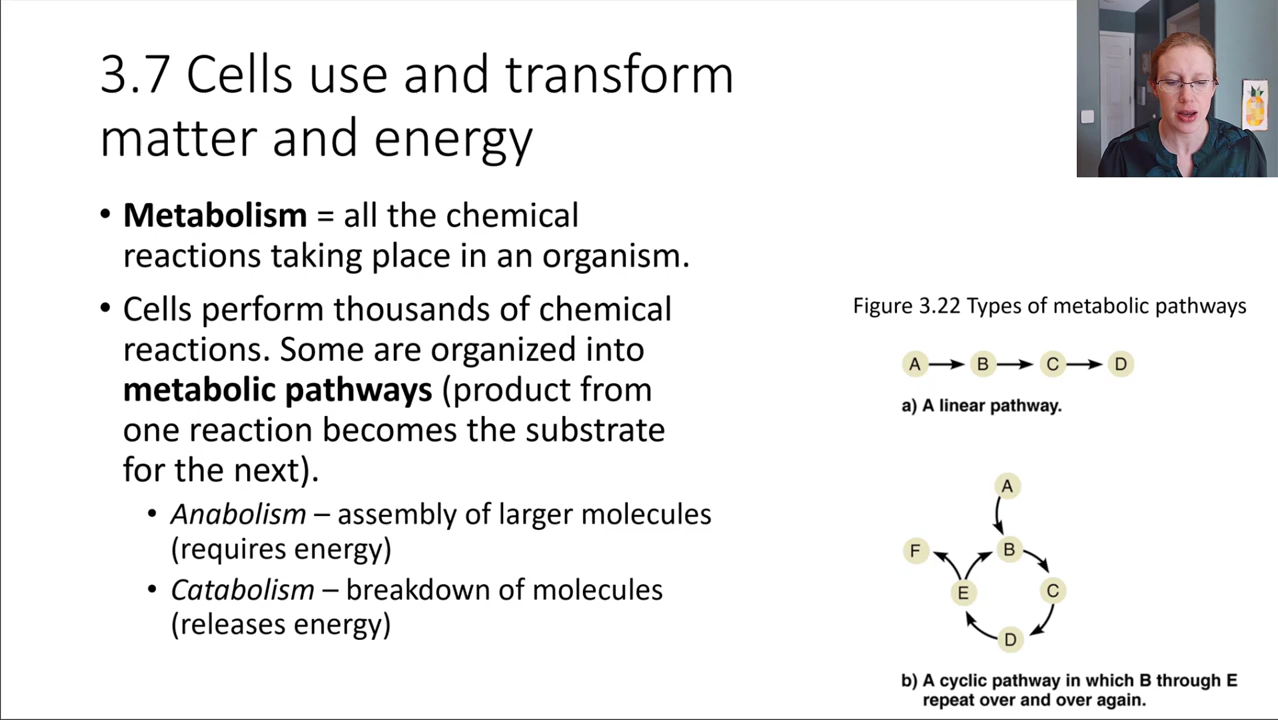 3.7 Cells use and transform
matter and energy
• Metabolism = all the chemical
reactions taking place in an organism.
• Cells perform thousands of chemical
reactions. Some are organized into
metabolic pathways (product from
one reaction becomes the substrate
for the next).
• Anabolism – assembly of larger molecules
(requires energy)
• Catabolism – breakdown of molecules
(releases energy)
Figure 3.22 Types of metabolic pathways
A B C D
a) A linear pathway.
A
F B
E C
D
b) A cyclic pathway in which B through E
repeat over and over again.